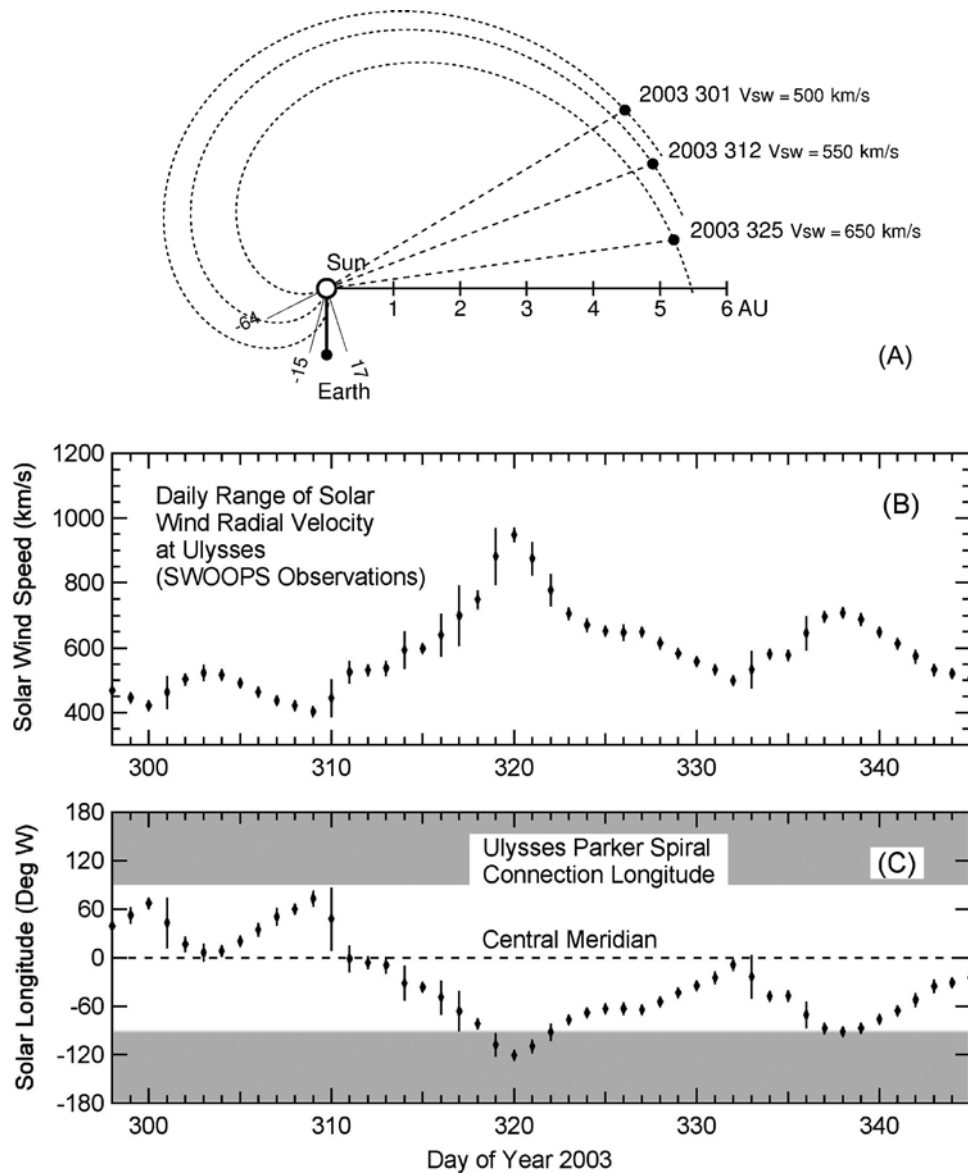 2003 301 Vsw = 500 km/s
2003 312 Vsw = 550 km/s
2003 325 Vsw = 650 km/s
Sun
1 2 3 4 5 6 AU
-64
-15
17
Earth
(A)
Solar Wind Speed (km/s)
1200
1000
800
600
400
Daily Range of Solar
Wind Radial Velocity
at Ulysses
(SWOOPS Observations)
(B)
300 310 320 330 340
Solar Longitude (Deg W)
180
120
60
0
-60
-120
-180
Ulysses Parker Spiral
Connection Longitude
(C)
Central Meridian
300 310 320 330 340
Day of Year 2003